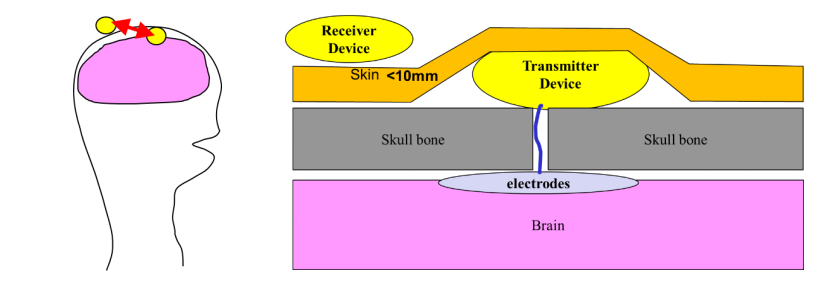 Receiver
Device
Skin <10mm
Transmitter
Device
Skull bone
Skull bone
electrodes
Brain